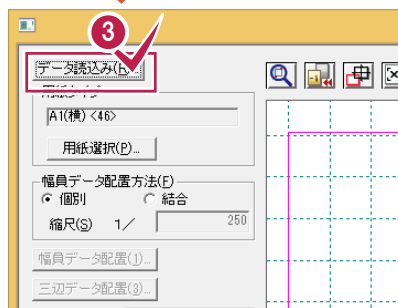 3
データ読込み(R)...
用紙タイプ
A1(横) <46>
用紙選択(P)...
幅員データ配置方法(F)
個別 結合
縮尺(S) 1／ 250
幅員データ配置(1)...
三辺データ配置(3)...